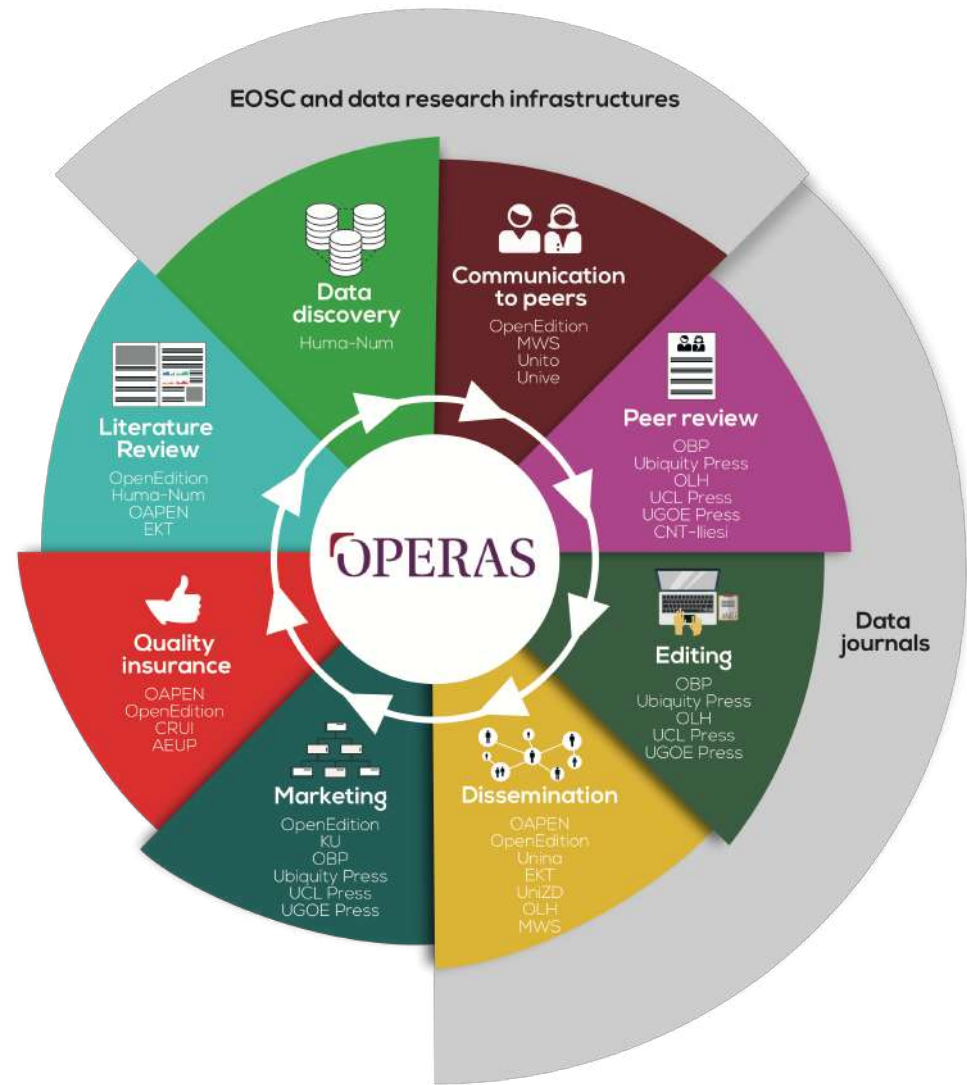 EOSC and data research infrastructures
Data
discovery
Huma-Num
Communication
to peers
OpenEdition
MWS
Unito
Unive
Peer review
OBP
Ubiquity Press
OLH
UCL Press
UGOE Press
CNT-Iliesi
Data
journals
Editing
OBP
Ubiquity Press
OLH
UCL Press
UGOE Press
Dissemination
OAPEN
OpenEdition
Unina
EKT
UniZD
OLH
MWS
Marketing
OpenEdition
KU
OBP
Ubiquity Press
UCL Press
UGOE Press
Quality
insurance
OAPEN
OpenEdition
CRUI
AEUP
Literature
Review
OpenEdition
Huma-Num
OAPEN
EKT
OPERAS